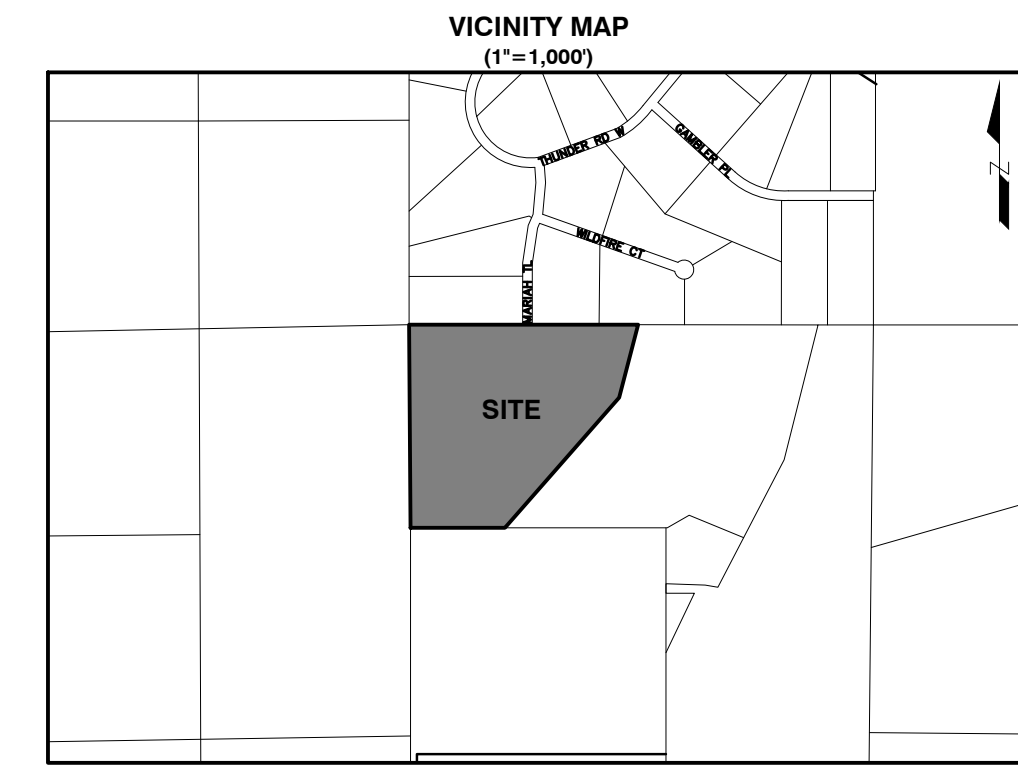 VICINITY MAP
(1"=1,000')
THUNDER RD W
GAMBLER PL
WILDFIRE CT
MARIAH TL
SITE
N